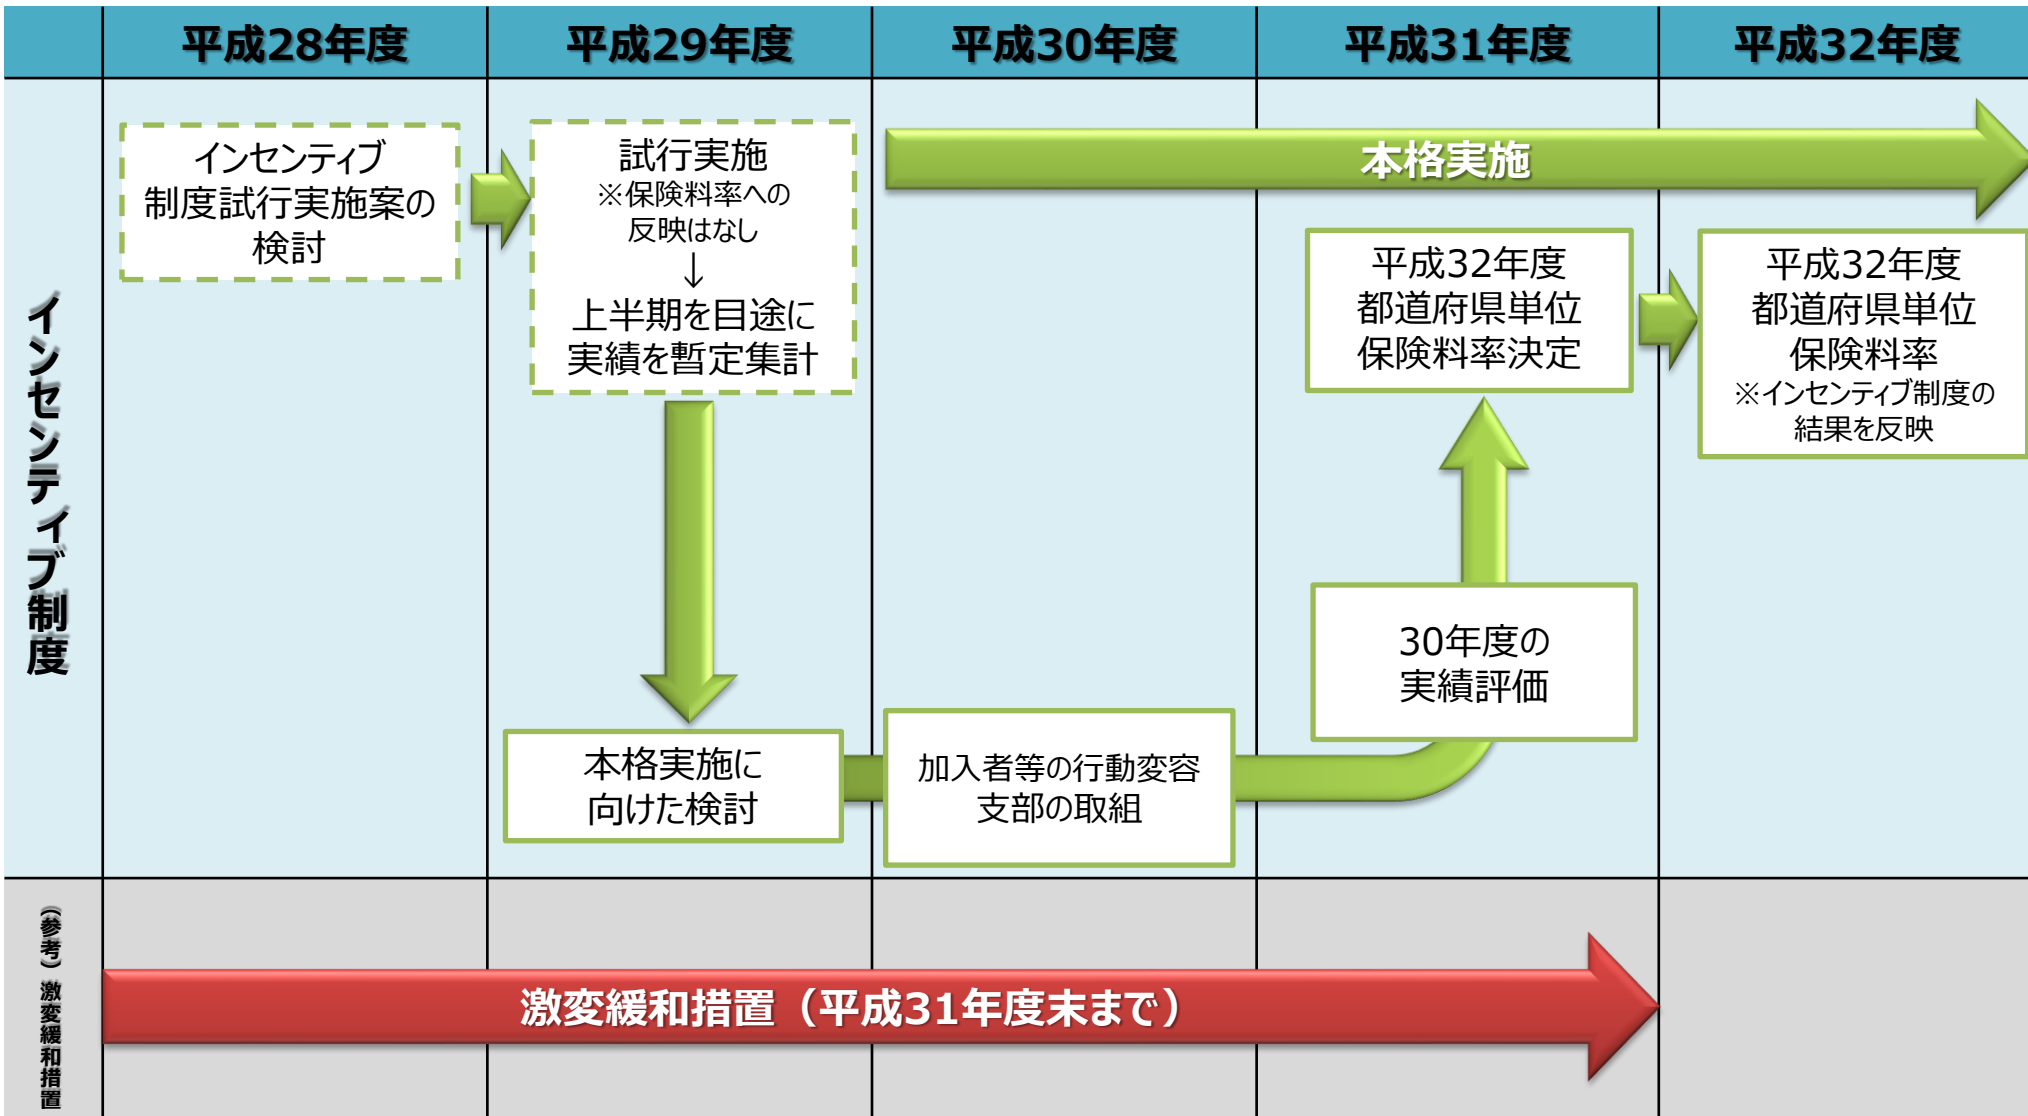 平成28年度
平成29年度
平成30年度
平成31年度
平成32年度
インセンティブ制度
インセンティブ
制度試行実施案の
検討
試行実施
※保険料率への
反映はなし
↓
上半期を目途に
実績を暫定集計
本格実施
平成32年度
都道府県単位
保険料率決定
平成32年度
都道府県単位
保険料率
※インセンティブ制度の
結果を反映
30年度の
実績評価
本格実施に
向けた検討
加入者等の行動変容
支部の取組
（参考）激変緩和措置
激変緩和措置（平成31年度末まで）